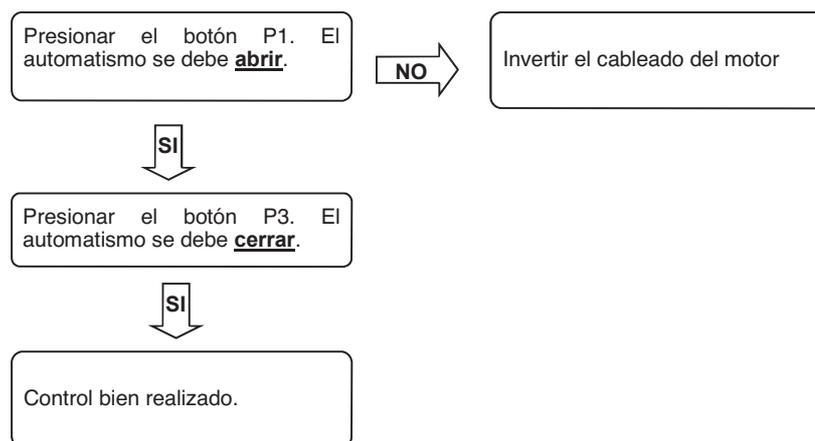 Presionar el botón P1. El
automatismo se debe abrir.
NO
Invertir el cableado del motor
SI
Presionar el botón P3. El
automatismo se debe cerrar.
SI
Control bien realizado.